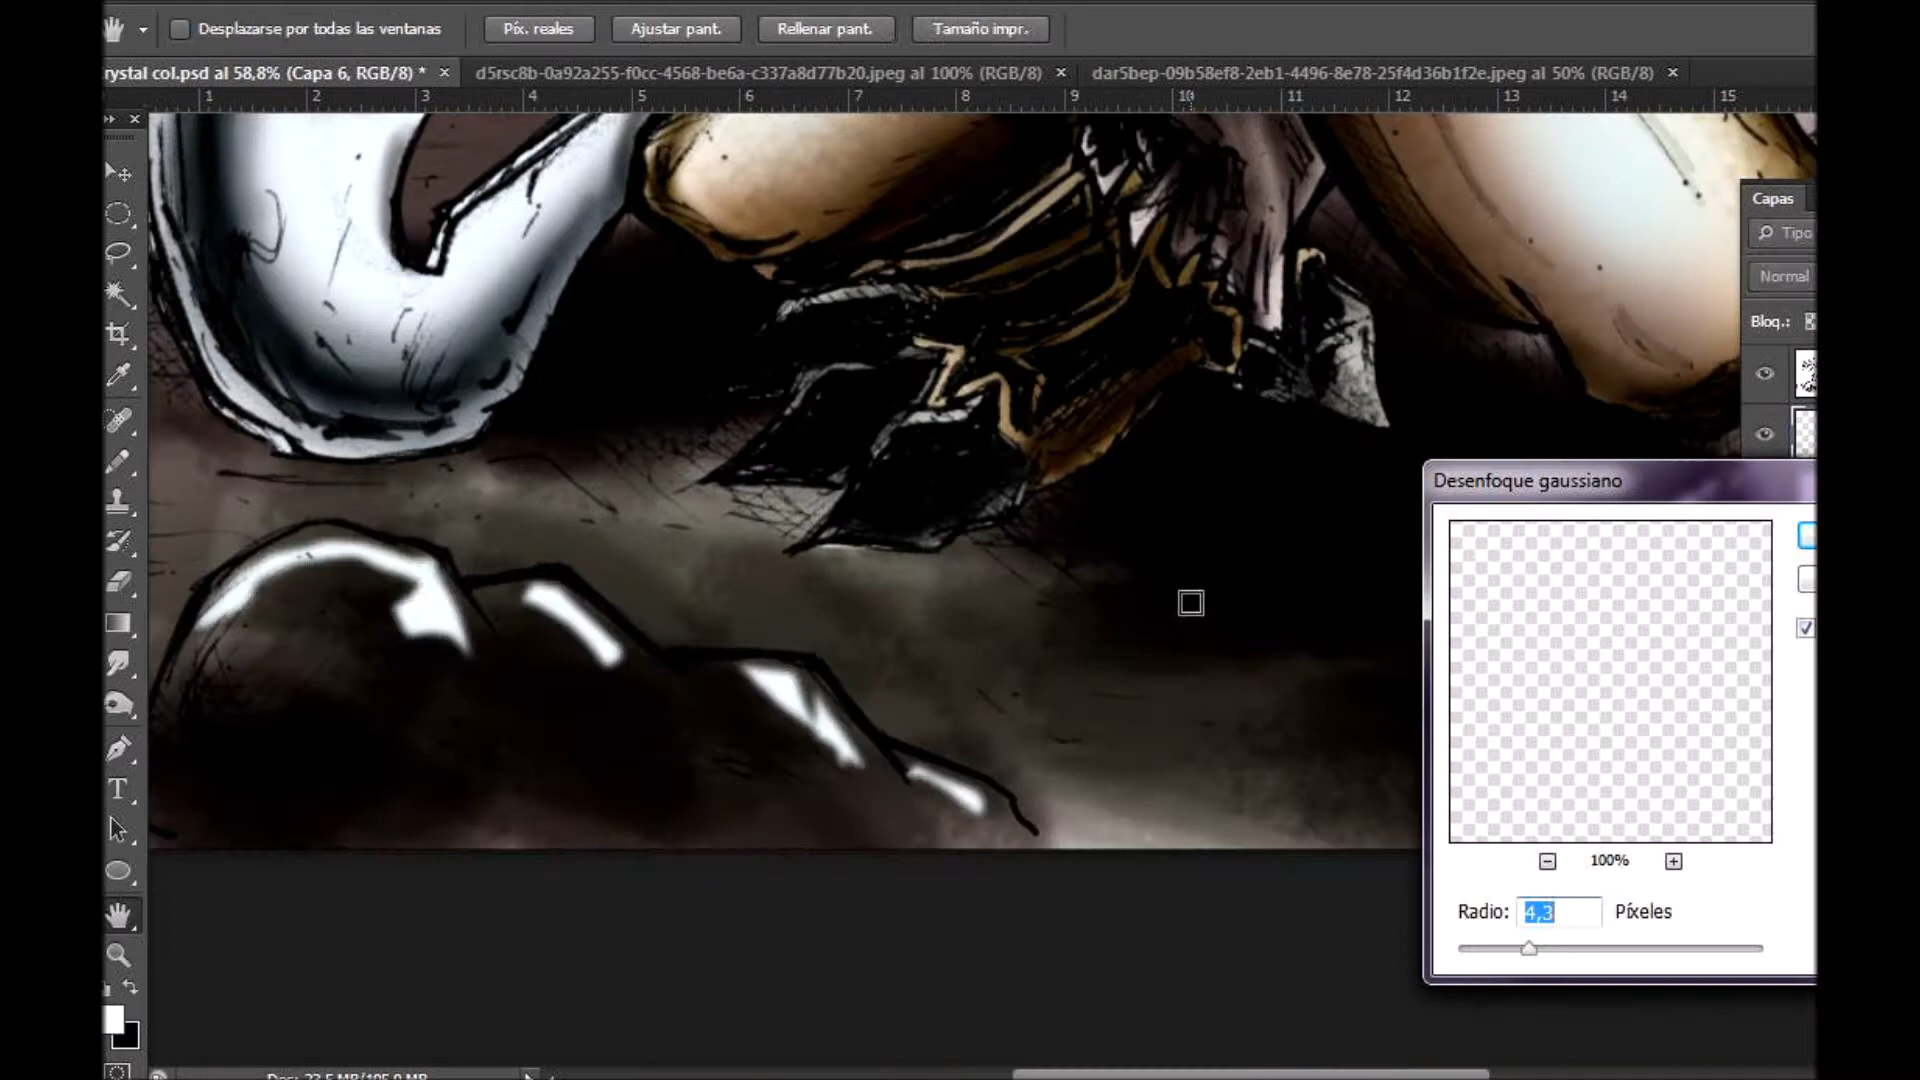 Desplazarse por todas las ventanas
Píx. reales
Ajustar pant.
Rellenar pant.
Tamaño impr.
rystal col.psd al 58,8% (Capa 6, RGB/8) *
d5rsc8b-0a92a255-f0cc-4568-be6a-c337a8d77b20.jpeg al 100% (RGB/8)
dar5bep-09b58ef8-2eb1-4496-8e78-25f4d36b1f2e.jpeg al 50% (RGB/8)
1 2 3 4 5 6 7 8 9 10 11 12 13 14 15
Capas
Tipo
Normal
Bloq.:
Desenfoque gaussiano
100%
Radio: 4,3 Píxeles
T